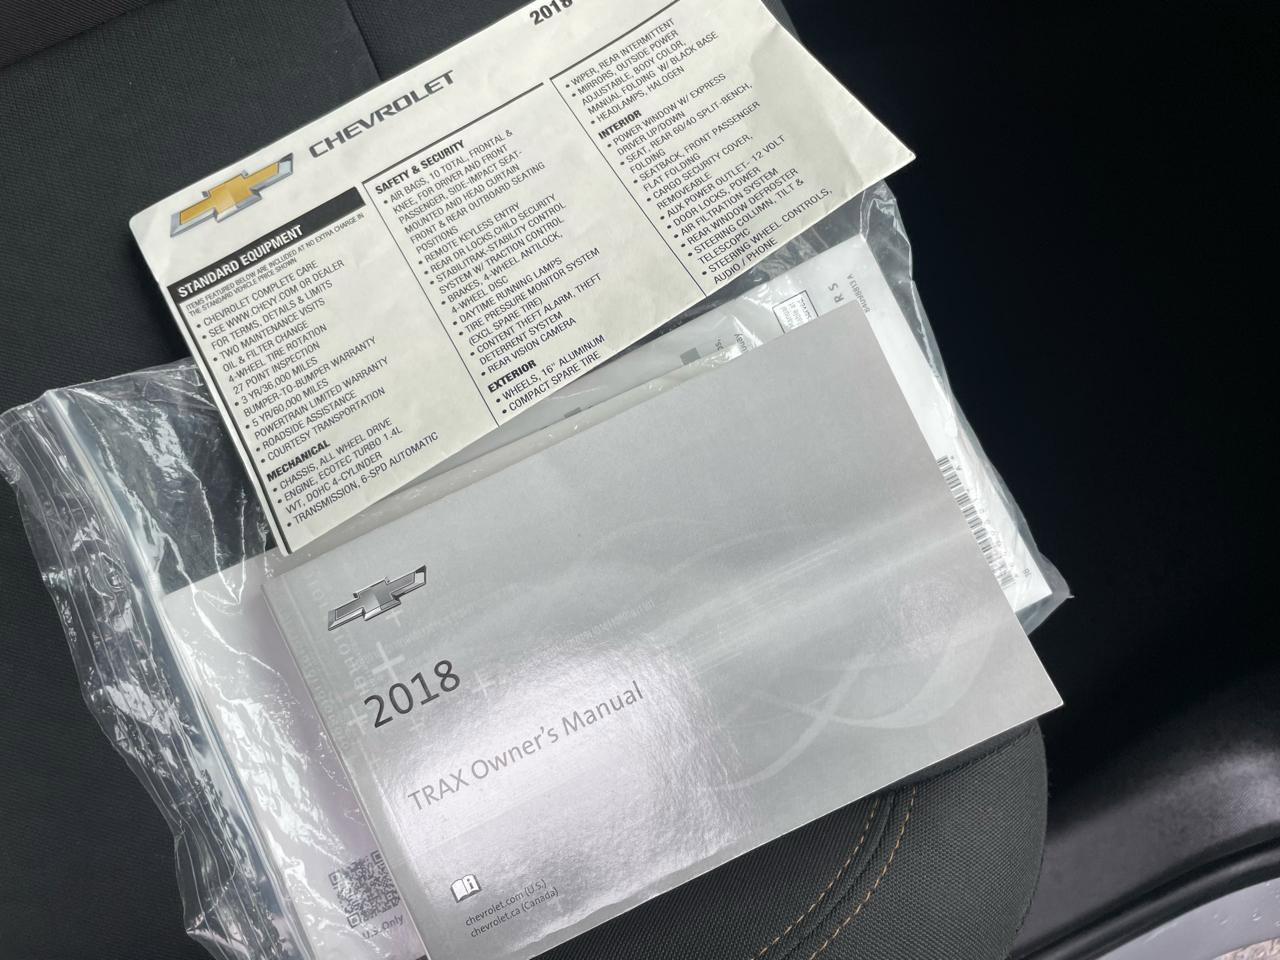 2018
CHEVROLET
STANDARD EQUIPMENT
ITEMS FEATURED BELOW ARE INCLUDED AT NO EXTRA CHARGE IN
THE STANDARD VEHICLE PRICE SHOWN
• CHEVROLET COMPLETE CARE
• SEE WWW.CHEVY.COM OR DEALER
FOR TERMS, DETAILS & LIMITS
• TWO MAINTENANCE VISITS
OIL & FILTER CHANGE
4-WHEEL TIRE ROTATION
27 POINT INSPECTION
• 3 YR/36,000 MILES
BUMPER-TO-BUMPER WARRANTY
• 5 YR/60,000 MILES
POWERTRAIN LIMITED WARRANTY
• ROADSIDE ASSISTANCE
• COURTESY TRANSPORTATION
MECHANICAL
• CHASSIS, ALL WHEEL DRIVE
• ENGINE, ECOTEC TURBO 1.4L
VVT, DOHC 4-CYLINDER
• TRANSMISSION, 6-SPD AUTOMATIC
SAFETY & SECURITY
• AIR BAGS, 10 TOTAL, FRONTAL &
KNEE, FOR DRIVER AND FRONT
PASSENGER, SIDE-IMPACT SEAT-
MOUNTED AND HEAD CURTAIN
FRONT & REAR OUTBOARD SEATING
POSITIONS
• REMOTE KEYLESS ENTRY
• REAR DR LOCKS,CHILD SECURITY
• STABILITRAK-STABILITY CONTROL
SYSTEM W/ TRACTION CONTROL
• BRAKES, 4-WHEEL ANTILOCK,
4-WHEEL DISC
• DAYTIME RUNNING LAMPS
• TIRE PRESSURE MONITOR SYSTEM
(EXCL SPARE TIRE)
• CONTENT THEFT ALARM, THEFT
DETERRENT SYSTEM
• REAR VISION CAMERA
EXTERIOR
• WHEELS, 16" ALUMINUM
• COMPACT SPARE TIRE
• WIPER, REAR INTERMITTENT
• MIRRORS, OUTSIDE POWER
ADJUSTABLE, BODY COLOR,
MANUAL FOLDING W/ BLACK BASE
• HEADLAMPS, HALOGEN
INTERIOR
• POWER WINDOW W/ EXPRESS
DRIVER UP/DOWN
• SEAT, REAR 60/40 SPLIT-BENCH,
FOLDING
• SEATBACK, FRONT PASSENGER
FLAT FOLDING
• CARGO SECURITY COVER,
REMOVEABLE
• AUX POWER OUTLET- 12 VOLT
• DOOR LOCKS, POWER
• AIR FILTRATION SYSTEM
• REAR WINDOW DEFROSTER
• STEERING COLUMN, TILT &
TELESCOPIC
• STEERING WHEEL CONTROLS,
AUDIO / PHONE
2018
TRAX Owner's Manual
chevrolet.com (U.S.)
chevrolet.ca (Canada)
U.S. Only